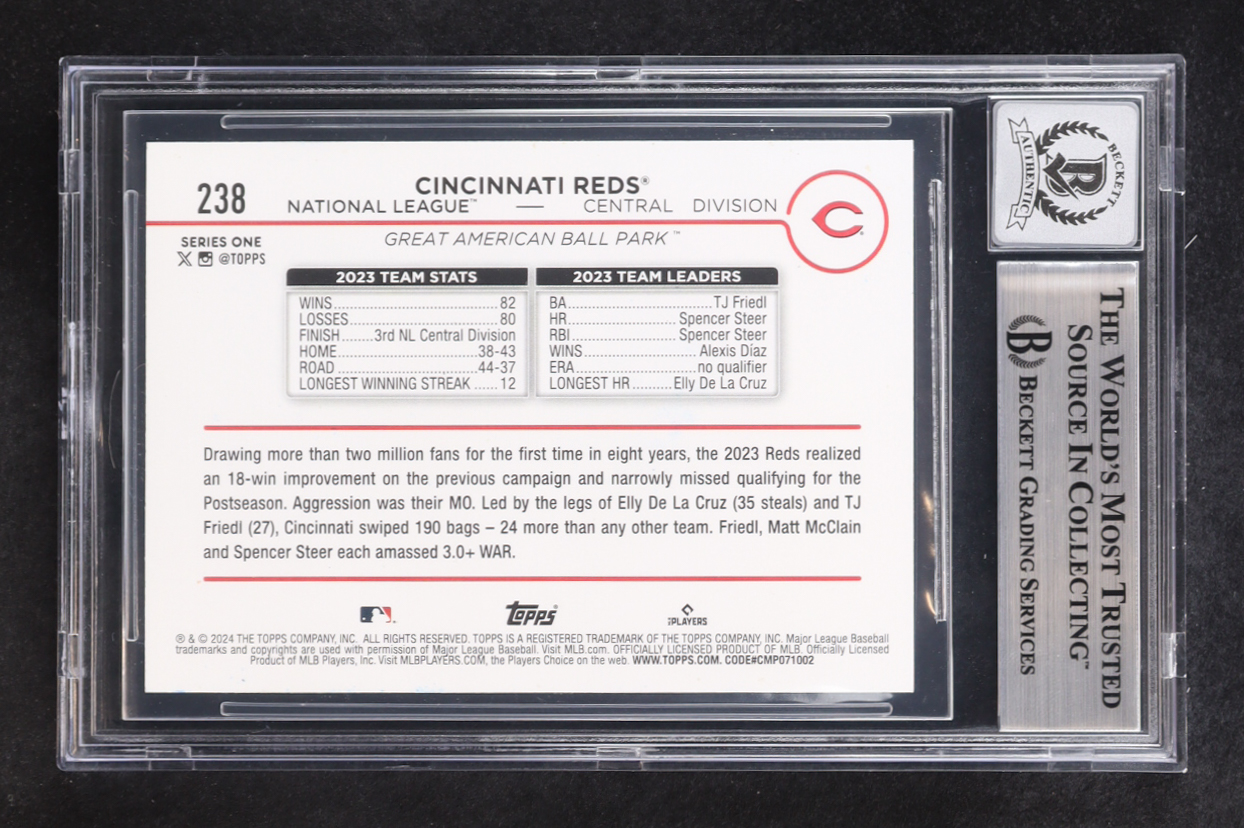 238
CINCINNATI REDS®
NATIONAL LEAGUE™ — CENTRAL DIVISION
C
SERIES ONE
@TOPPS
GREAT AMERICAN BALL PARK™
2023 TEAM STATS
WINS 82
LOSSES 80
FINISH 3rd NL Central Division
HOME 38-43
ROAD 44-37
LONGEST WINNING STREAK 12
2023 TEAM LEADERS
BA TJ Friedl
HR Spencer Steer
RBI Spencer Steer
WINS Alexis Díaz
ERA no qualifier
LONGEST HR Elly De La Cruz
Drawing more than two million fans for the first time in eight years, the 2023 Reds realized
an 18-win improvement on the previous campaign and narrowly missed qualifying for the
Postseason. Aggression was their MO. Led by the legs of Elly De La Cruz (35 steals) and TJ
Friedl (27), Cincinnati swiped 190 bags – 24 more than any other team. Friedl, Matt McClain
and Spencer Steer each amassed 3.0+ WAR.
Topps®
PLAYERS
® & © 2024 THE TOPPS COMPANY, INC. ALL RIGHTS RESERVED. TOPPS IS A REGISTERED TRADEMARK OF THE TOPPS COMPANY, INC. Major League Baseball
trademarks and copyrights are used with permission of Major League Baseball. Visit MLB.com. OFFICIALLY LICENSED PRODUCT OF MLB. Officially Licensed
Product of MLB Players, Inc. Visit MLBPLAYERS.COM, the Players Choice on the web. WWW.TOPPS.COM. CODE#CMP071002
BECKETT
AUTHENTIC
THE WORLD'S MOST TRUSTED
SOURCE IN COLLECTING™
B BECKETT GRADING SERVICES